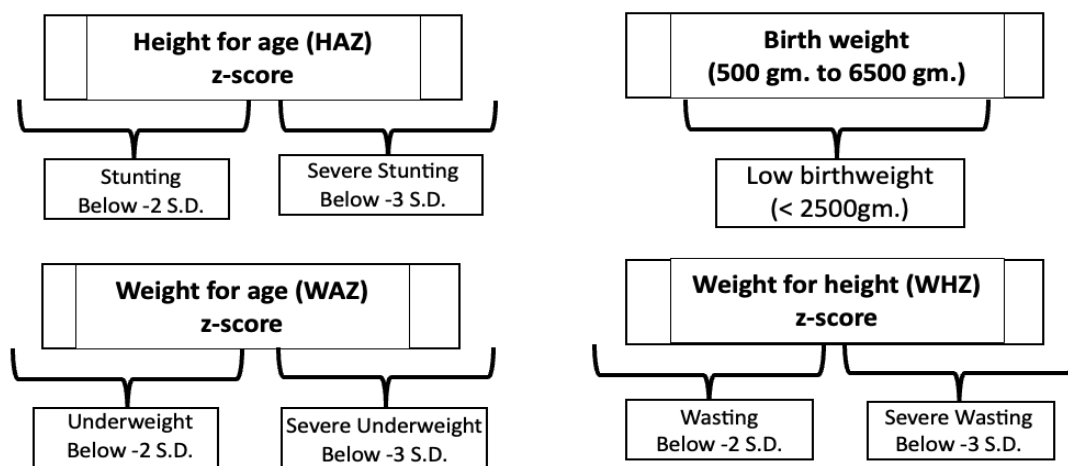 Height for age (HAZ)
z-score
Stunting
Below -2 S.D.
Severe Stunting
Below -3 S.D.
Birth weight
(500 gm. to 6500 gm.)
Low birthweight
(< 2500gm.)
Weight for age (WAZ)
z-score
Underweight
Below -2 S.D.
Severe Underweight
Below -3 S.D.
Weight for height (WHZ)
z-score
Wasting
Below -2 S.D.
Severe Wasting
Below -3 S.D.